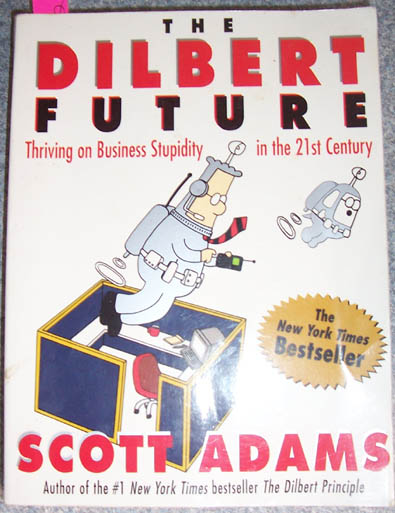 THE
DILBERT
FUTURE
Thriving on Business Stupidity in the 21st Century
The
New York Times
Bestseller
SCOTT ADAMS
Author of the #1 New York Times bestseller The Dilbert Principle